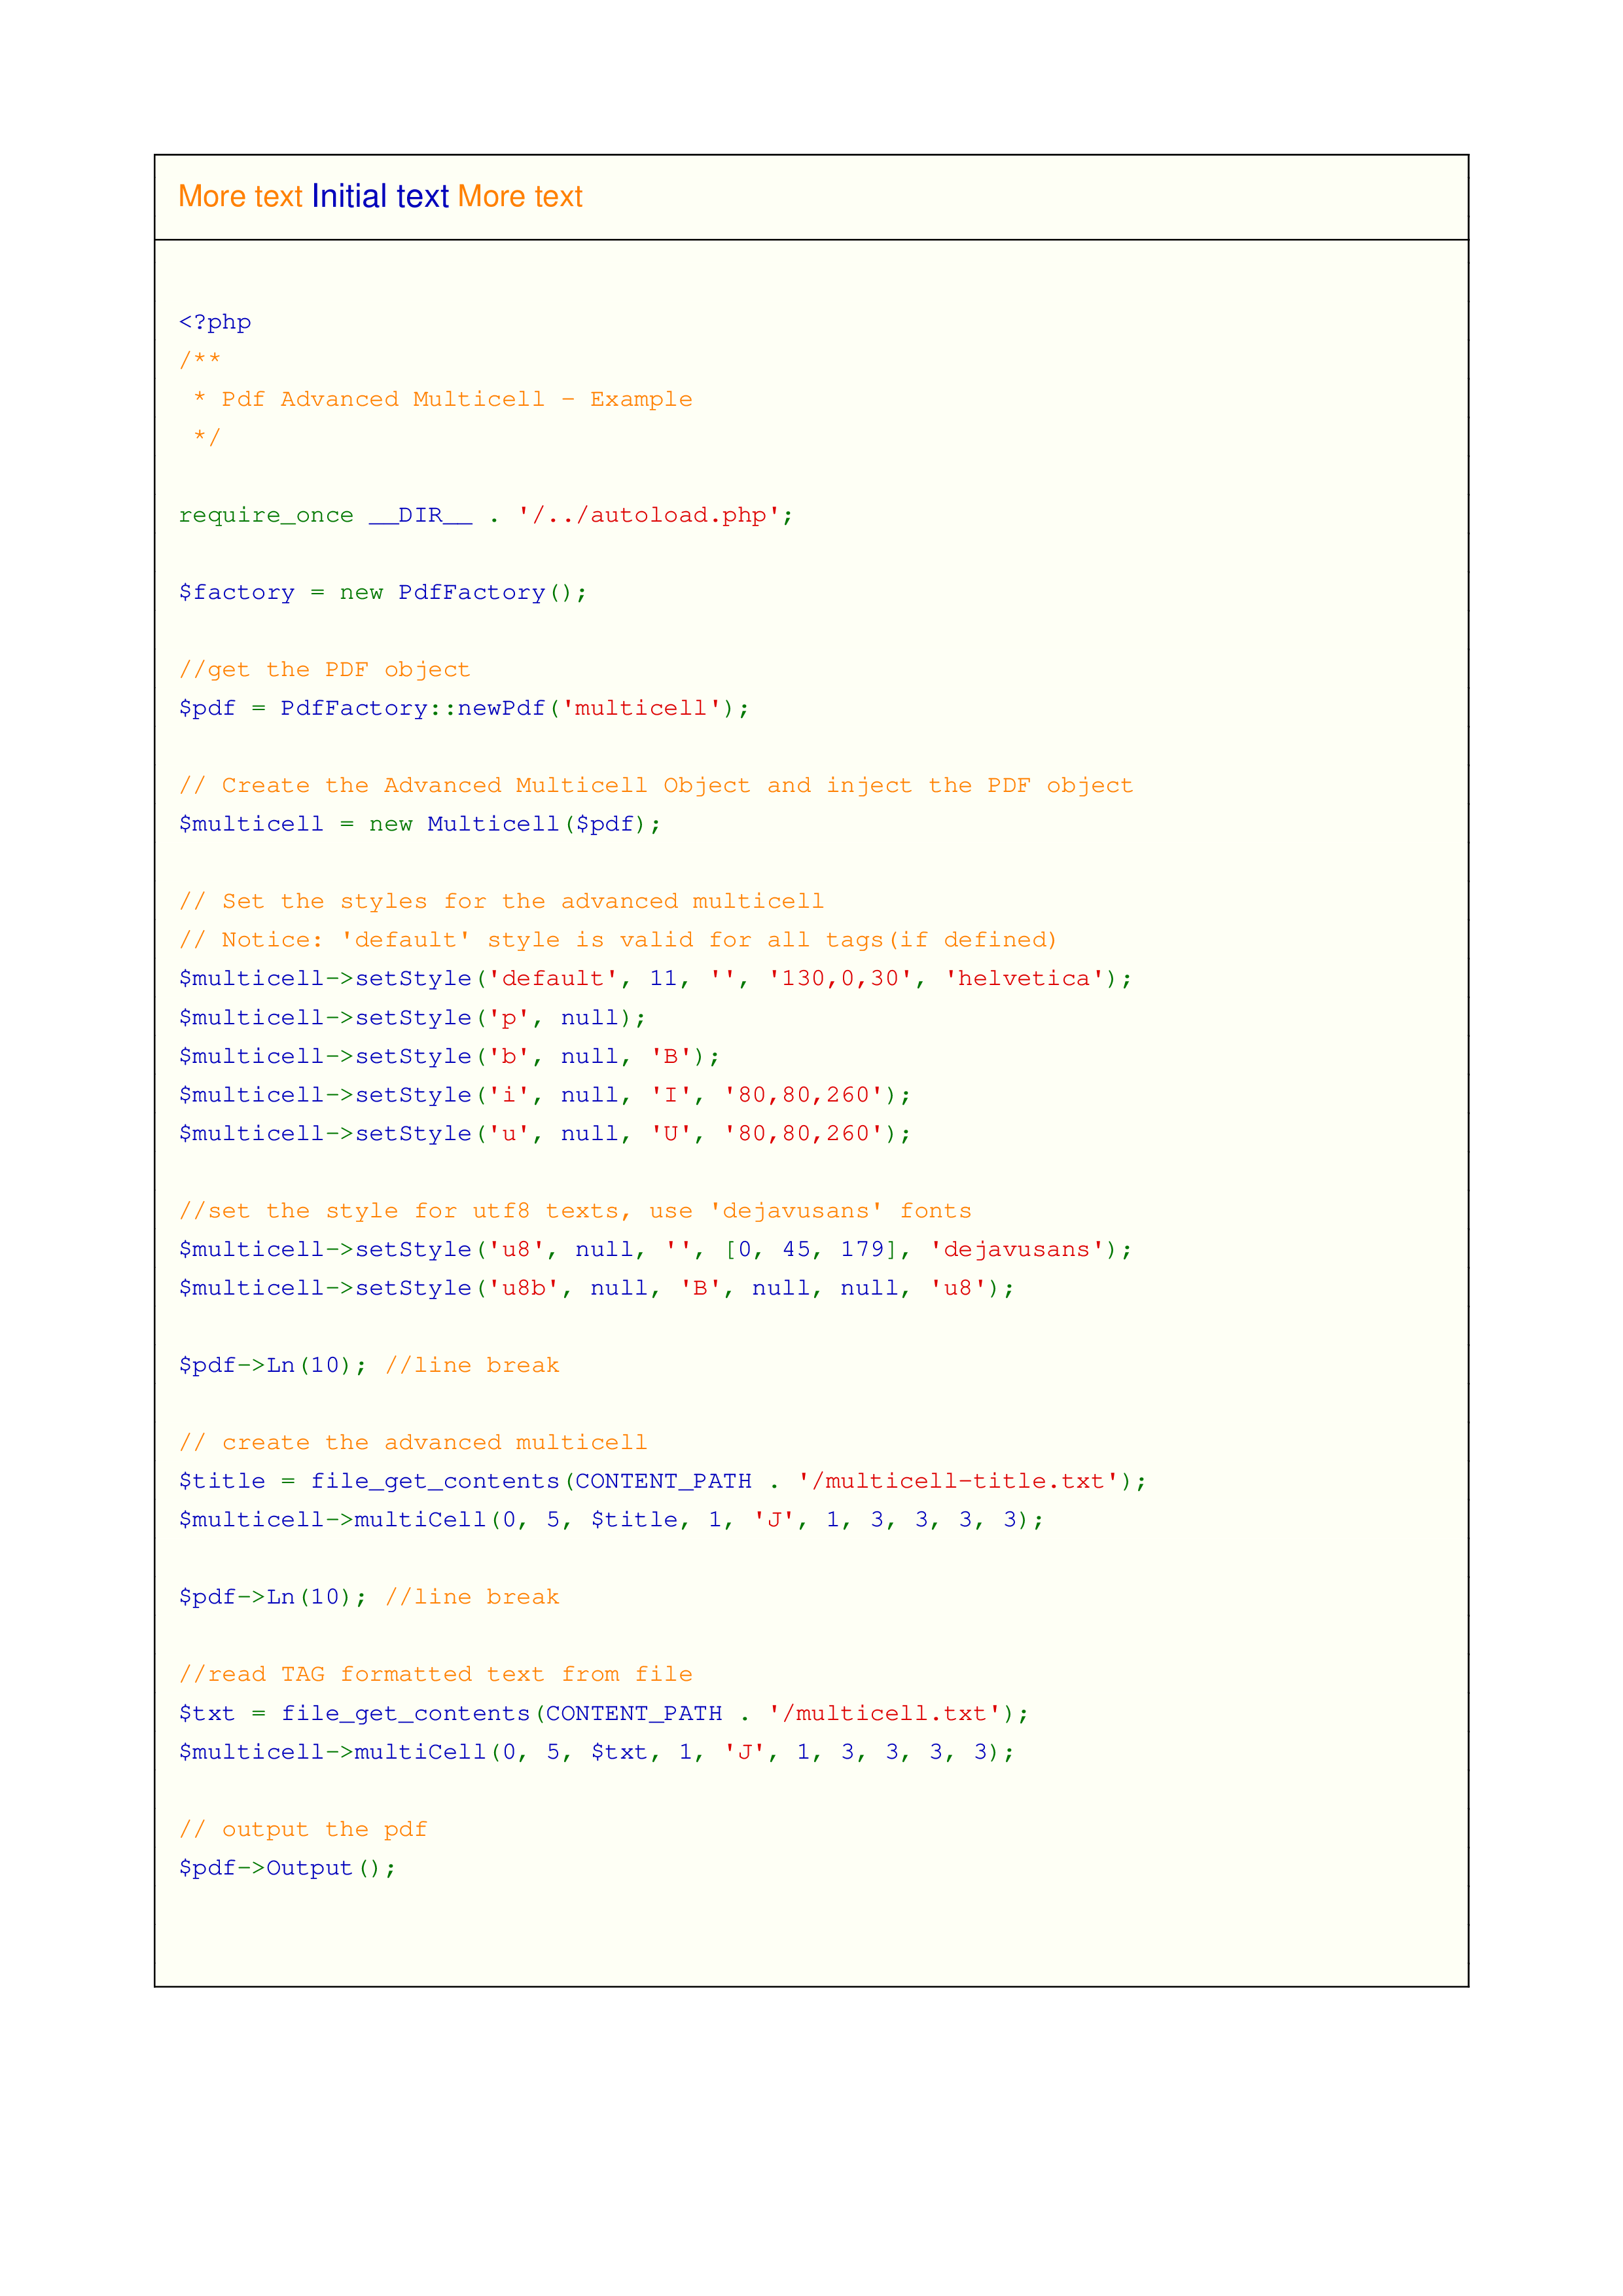 More text Initial text More text
<?php
/**
 * Pdf Advanced Multicell - Example
 */
require_once __DIR__ . '/../autoload.php';
$factory = new PdfFactory();
//get the PDF object
$pdf = PdfFactory::newPdf('multicell');
// Create the Advanced Multicell Object and inject the PDF object
$multicell = new Multicell($pdf);
// Set the styles for the advanced multicell
// Notice: 'default' style is valid for all tags(if defined)
$multicell->setStyle('default', 11, '', '130,0,30', 'helvetica');
$multicell->setStyle('p', null);
$multicell->setStyle('b', null, 'B');
$multicell->setStyle('i', null, 'I', '80,80,260');
$multicell->setStyle('u', null, 'U', '80,80,260');
//set the style for utf8 texts, use 'dejavusans' fonts
$multicell->setStyle('u8', null, '', [0, 45, 179], 'dejavusans');
$multicell->setStyle('u8b', null, 'B', null, null, 'u8');
$pdf->Ln(10); //line break
// create the advanced multicell
$title = file_get_contents(CONTENT_PATH . '/multicell-title.txt');
$multicell->multiCell(0, 5, $title, 1, 'J', 1, 3, 3, 3, 3);
$pdf->Ln(10); //line break
//read TAG formatted text from file
$txt = file_get_contents(CONTENT_PATH . '/multicell.txt');
$multicell->multiCell(0, 5, $txt, 1, 'J', 1, 3, 3, 3, 3);
// output the pdf
$pdf->Output();